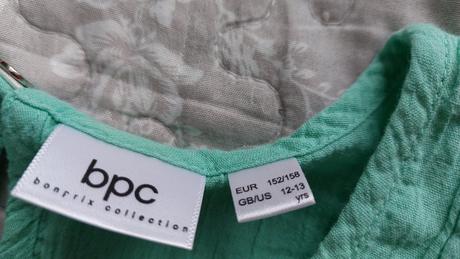 bpc
bonprix collection
EUR 152/158
GB/US 12-13
yrs